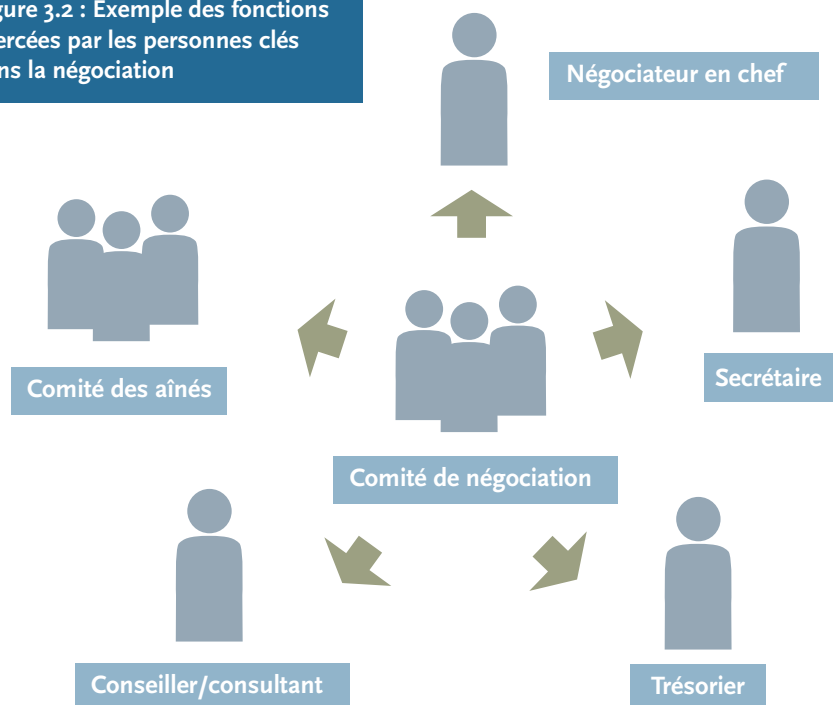 gure 3.2 : Exemple des fonctions
ercées par les personnes clés
ns la négociation
Négociateur en chef
Comité des aînés
Secrétaire
Comité de négociation
Conseiller/consultant
Trésorier